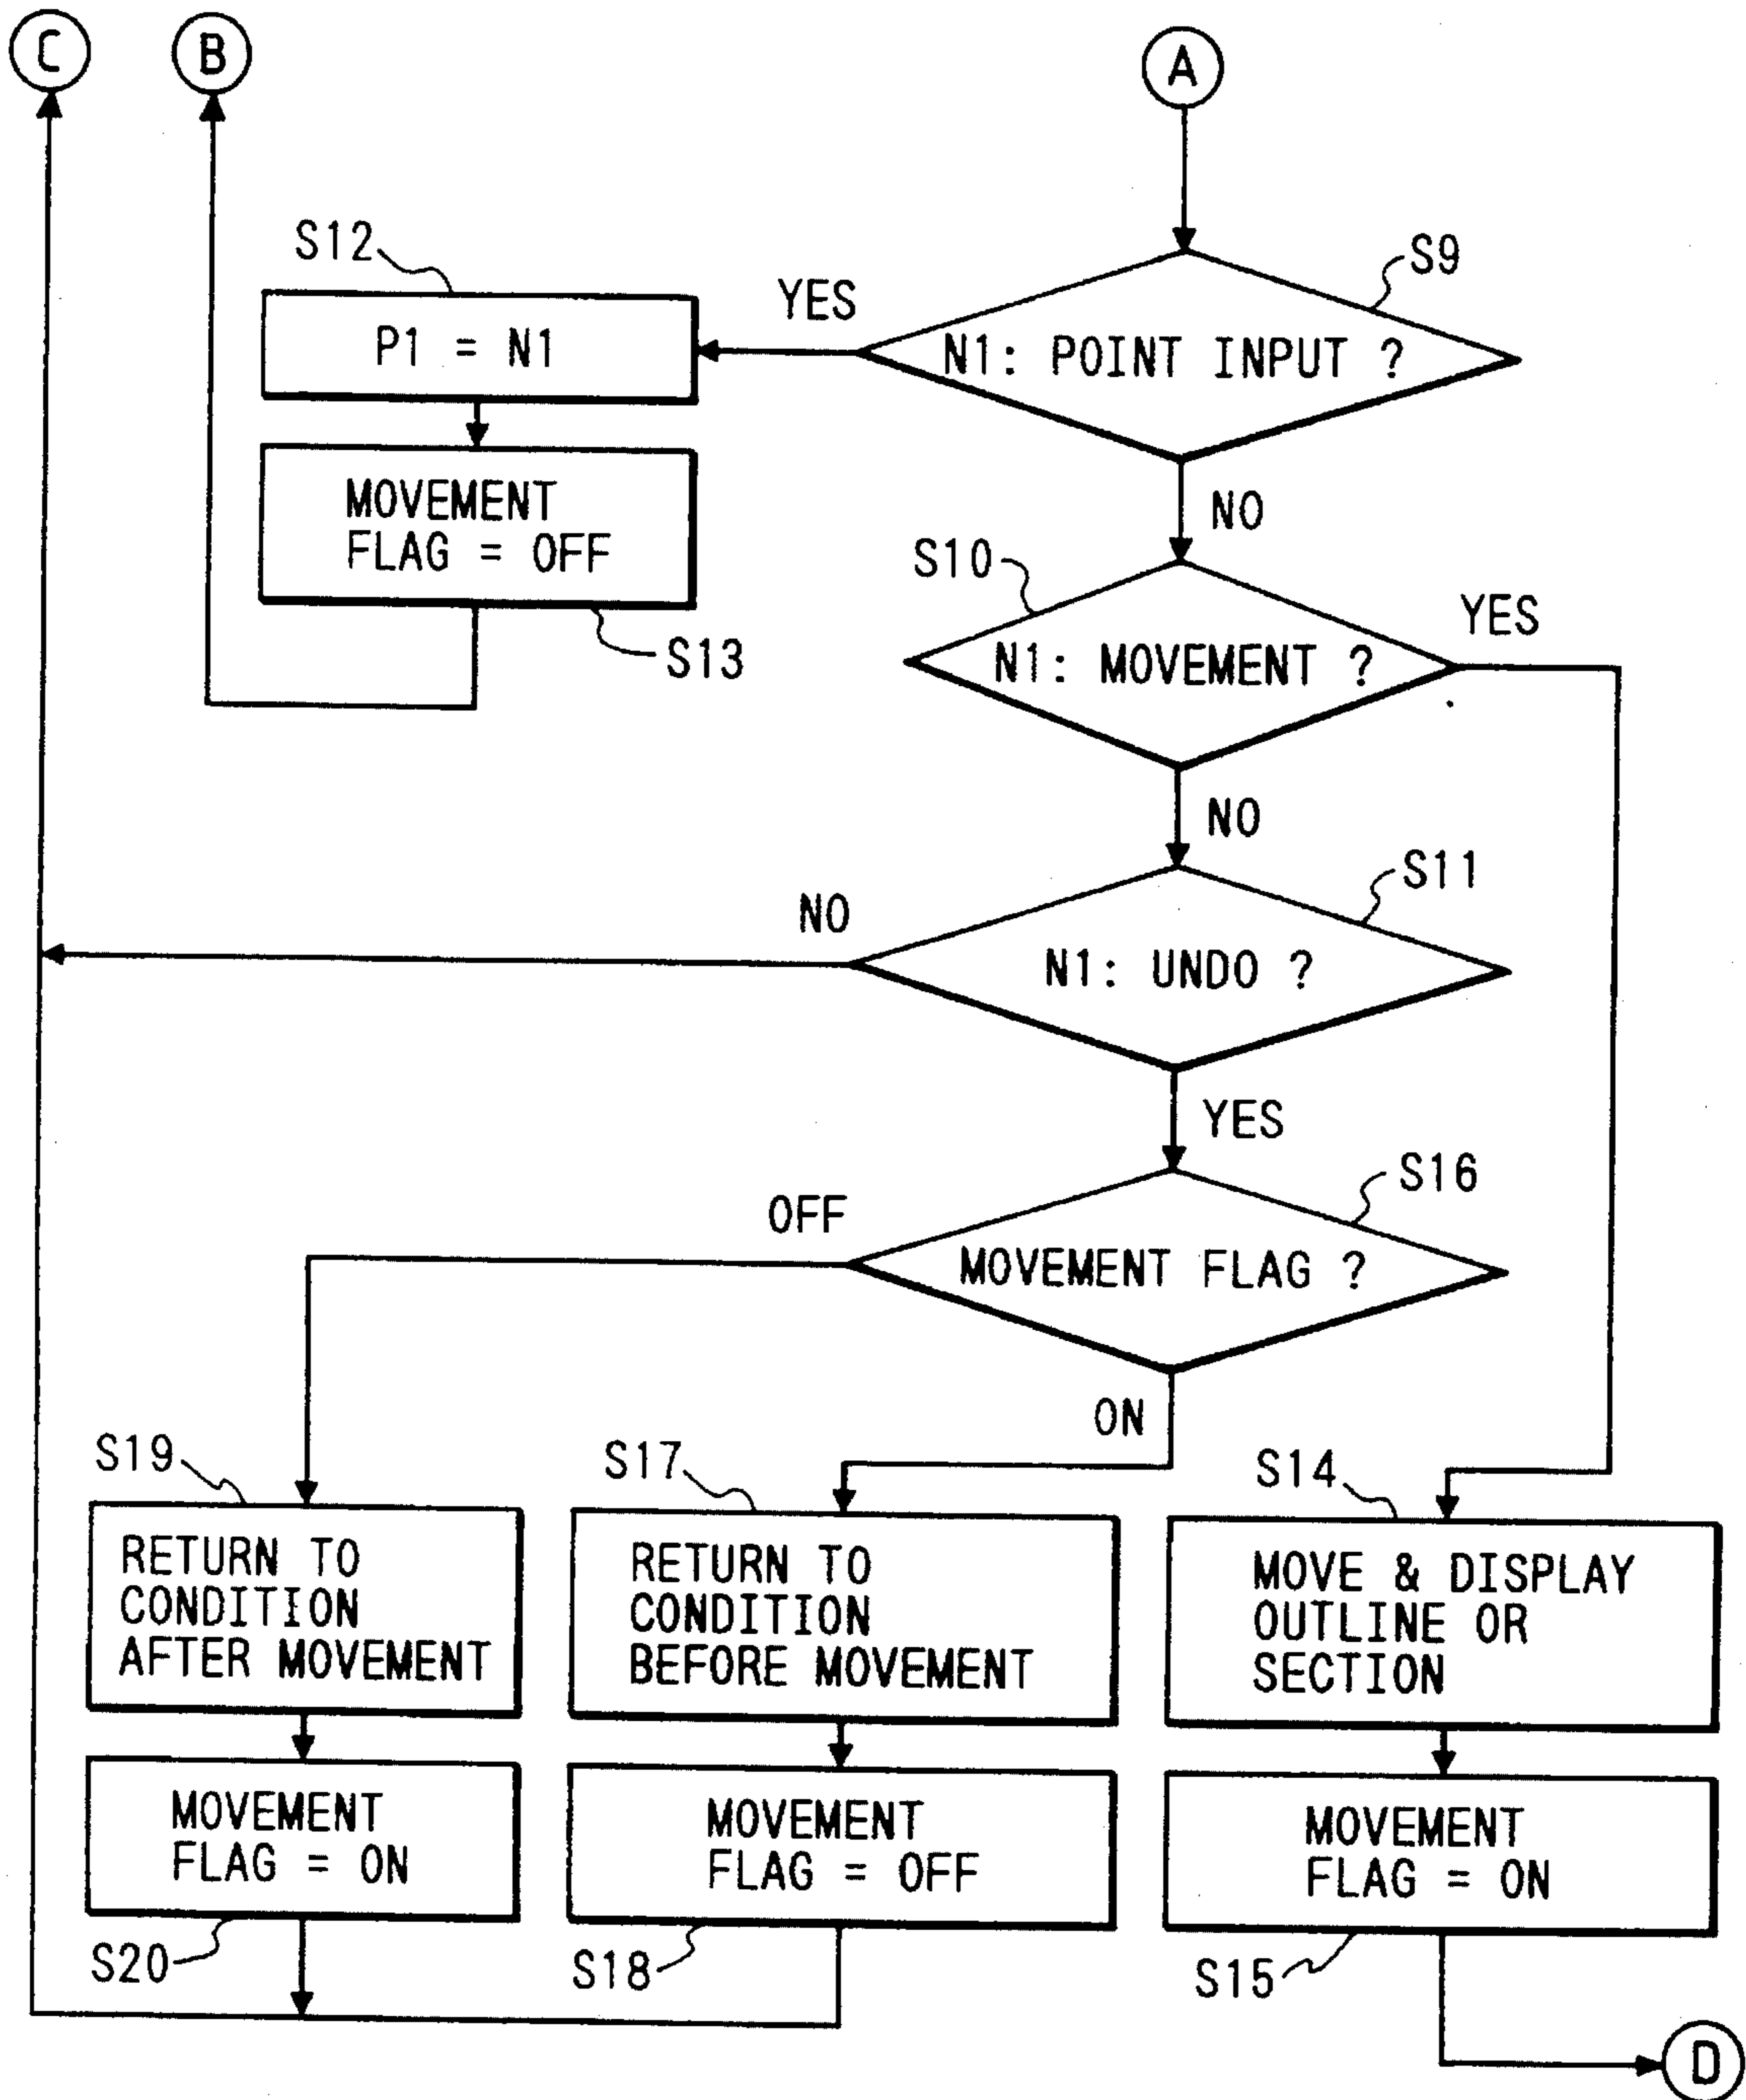 C
B
A
S12
S9
YES
P1 = N1
N1: POINT INPUT ?
MOVEMENT
FLAG = OFF
NO
S10
S13
YES
N1: MOVEMENT ?
NO
S11
NO
N1: UNDO ?
YES
S16
OFF
MOVEMENT FLAG ?
ON
S19
S17
S14
RETURN TO
CONDITION
AFTER MOVEMENT
RETURN TO
CONDITION
BEFORE MOVEMENT
MOVE & DISPLAY
OUTLINE OR
SECTION
MOVEMENT
FLAG = ON
MOVEMENT
FLAG = OFF
MOVEMENT
FLAG = ON
S20
S18
S15
D